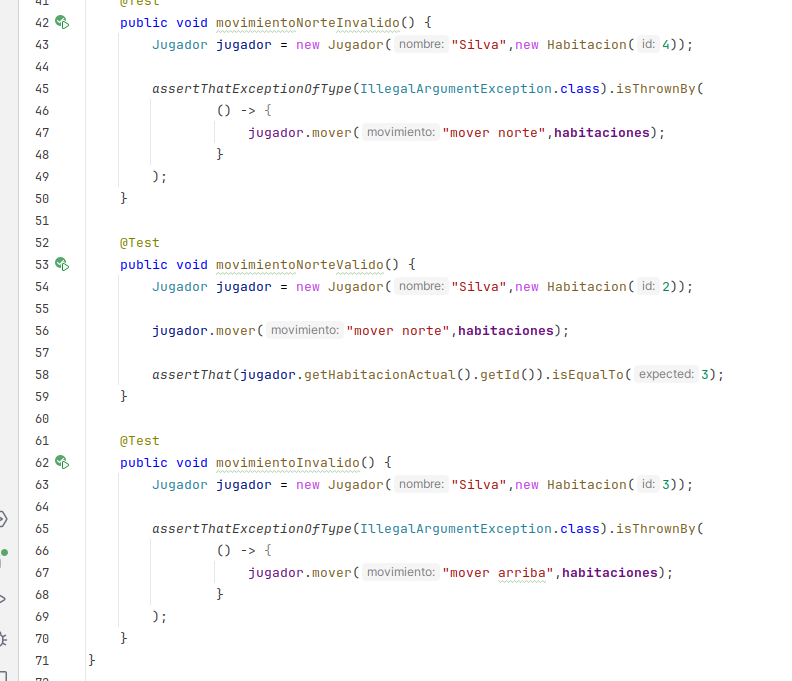 41 @Test
42 public void movimientoNorteInvalido() {
43 Jugador jugador = new Jugador( nombre: "Silva",new Habitacion( id: 4));
44
45 assertThatExceptionOfType(IllegalArgumentException.class).isThrownBy(
46 () -> {
47 jugador.mover( movimiento: "mover norte",habitaciones);
48 }
49 );
50 }
51
52 @Test
53 public void movimientoNorteValido() {
54 Jugador jugador = new Jugador( nombre: "Silva",new Habitacion( id: 2));
55
56 jugador.mover( movimiento: "mover norte",habitaciones);
57
58 assertThat(jugador.getHabitacionActual().getId()).isEqualTo( expected: 3);
59 }
60
61 @Test
62 public void movimientoInvalido() {
63 Jugador jugador = new Jugador( nombre: "Silva",new Habitacion( id: 3));
64
65 assertThatExceptionOfType(IllegalArgumentException.class).isThrownBy(
66 () -> {
67 jugador.mover( movimiento: "mover arriba",habitaciones);
68 }
69 );
70 }
71 }
72